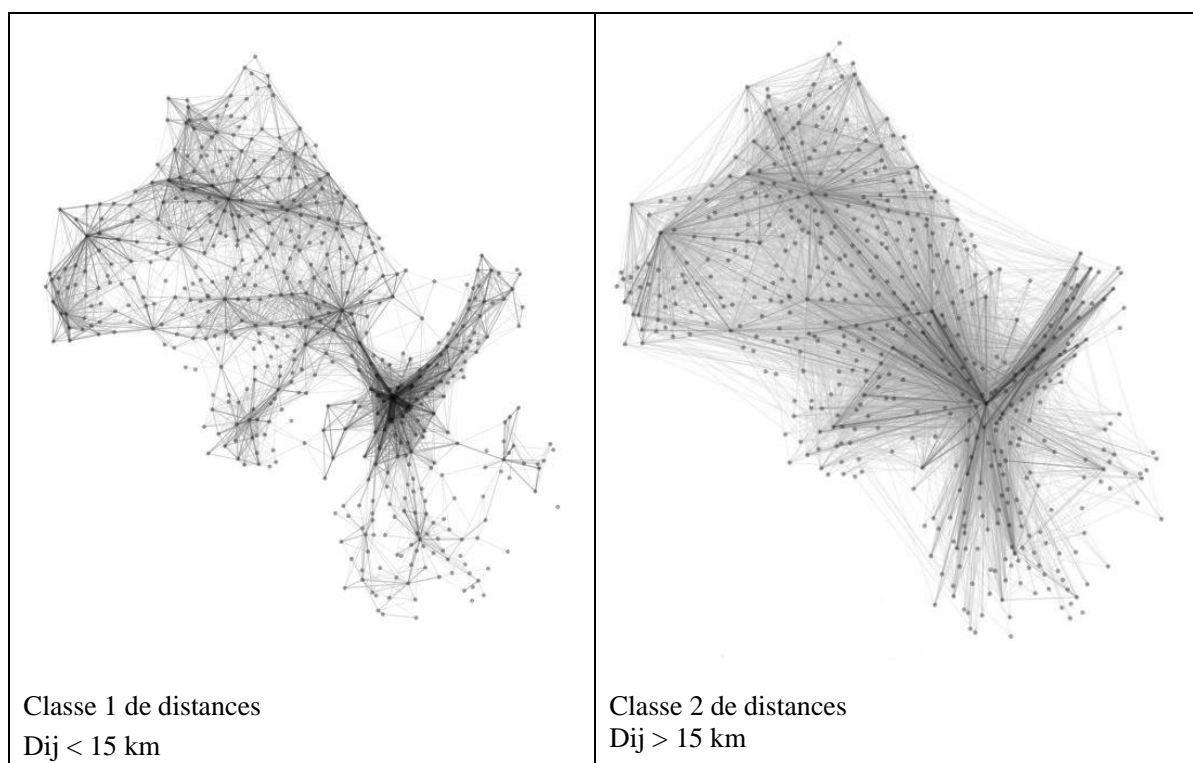 Classe 1 de distances
Dij < 15 km
Classe 2 de distances
Dij > 15 km